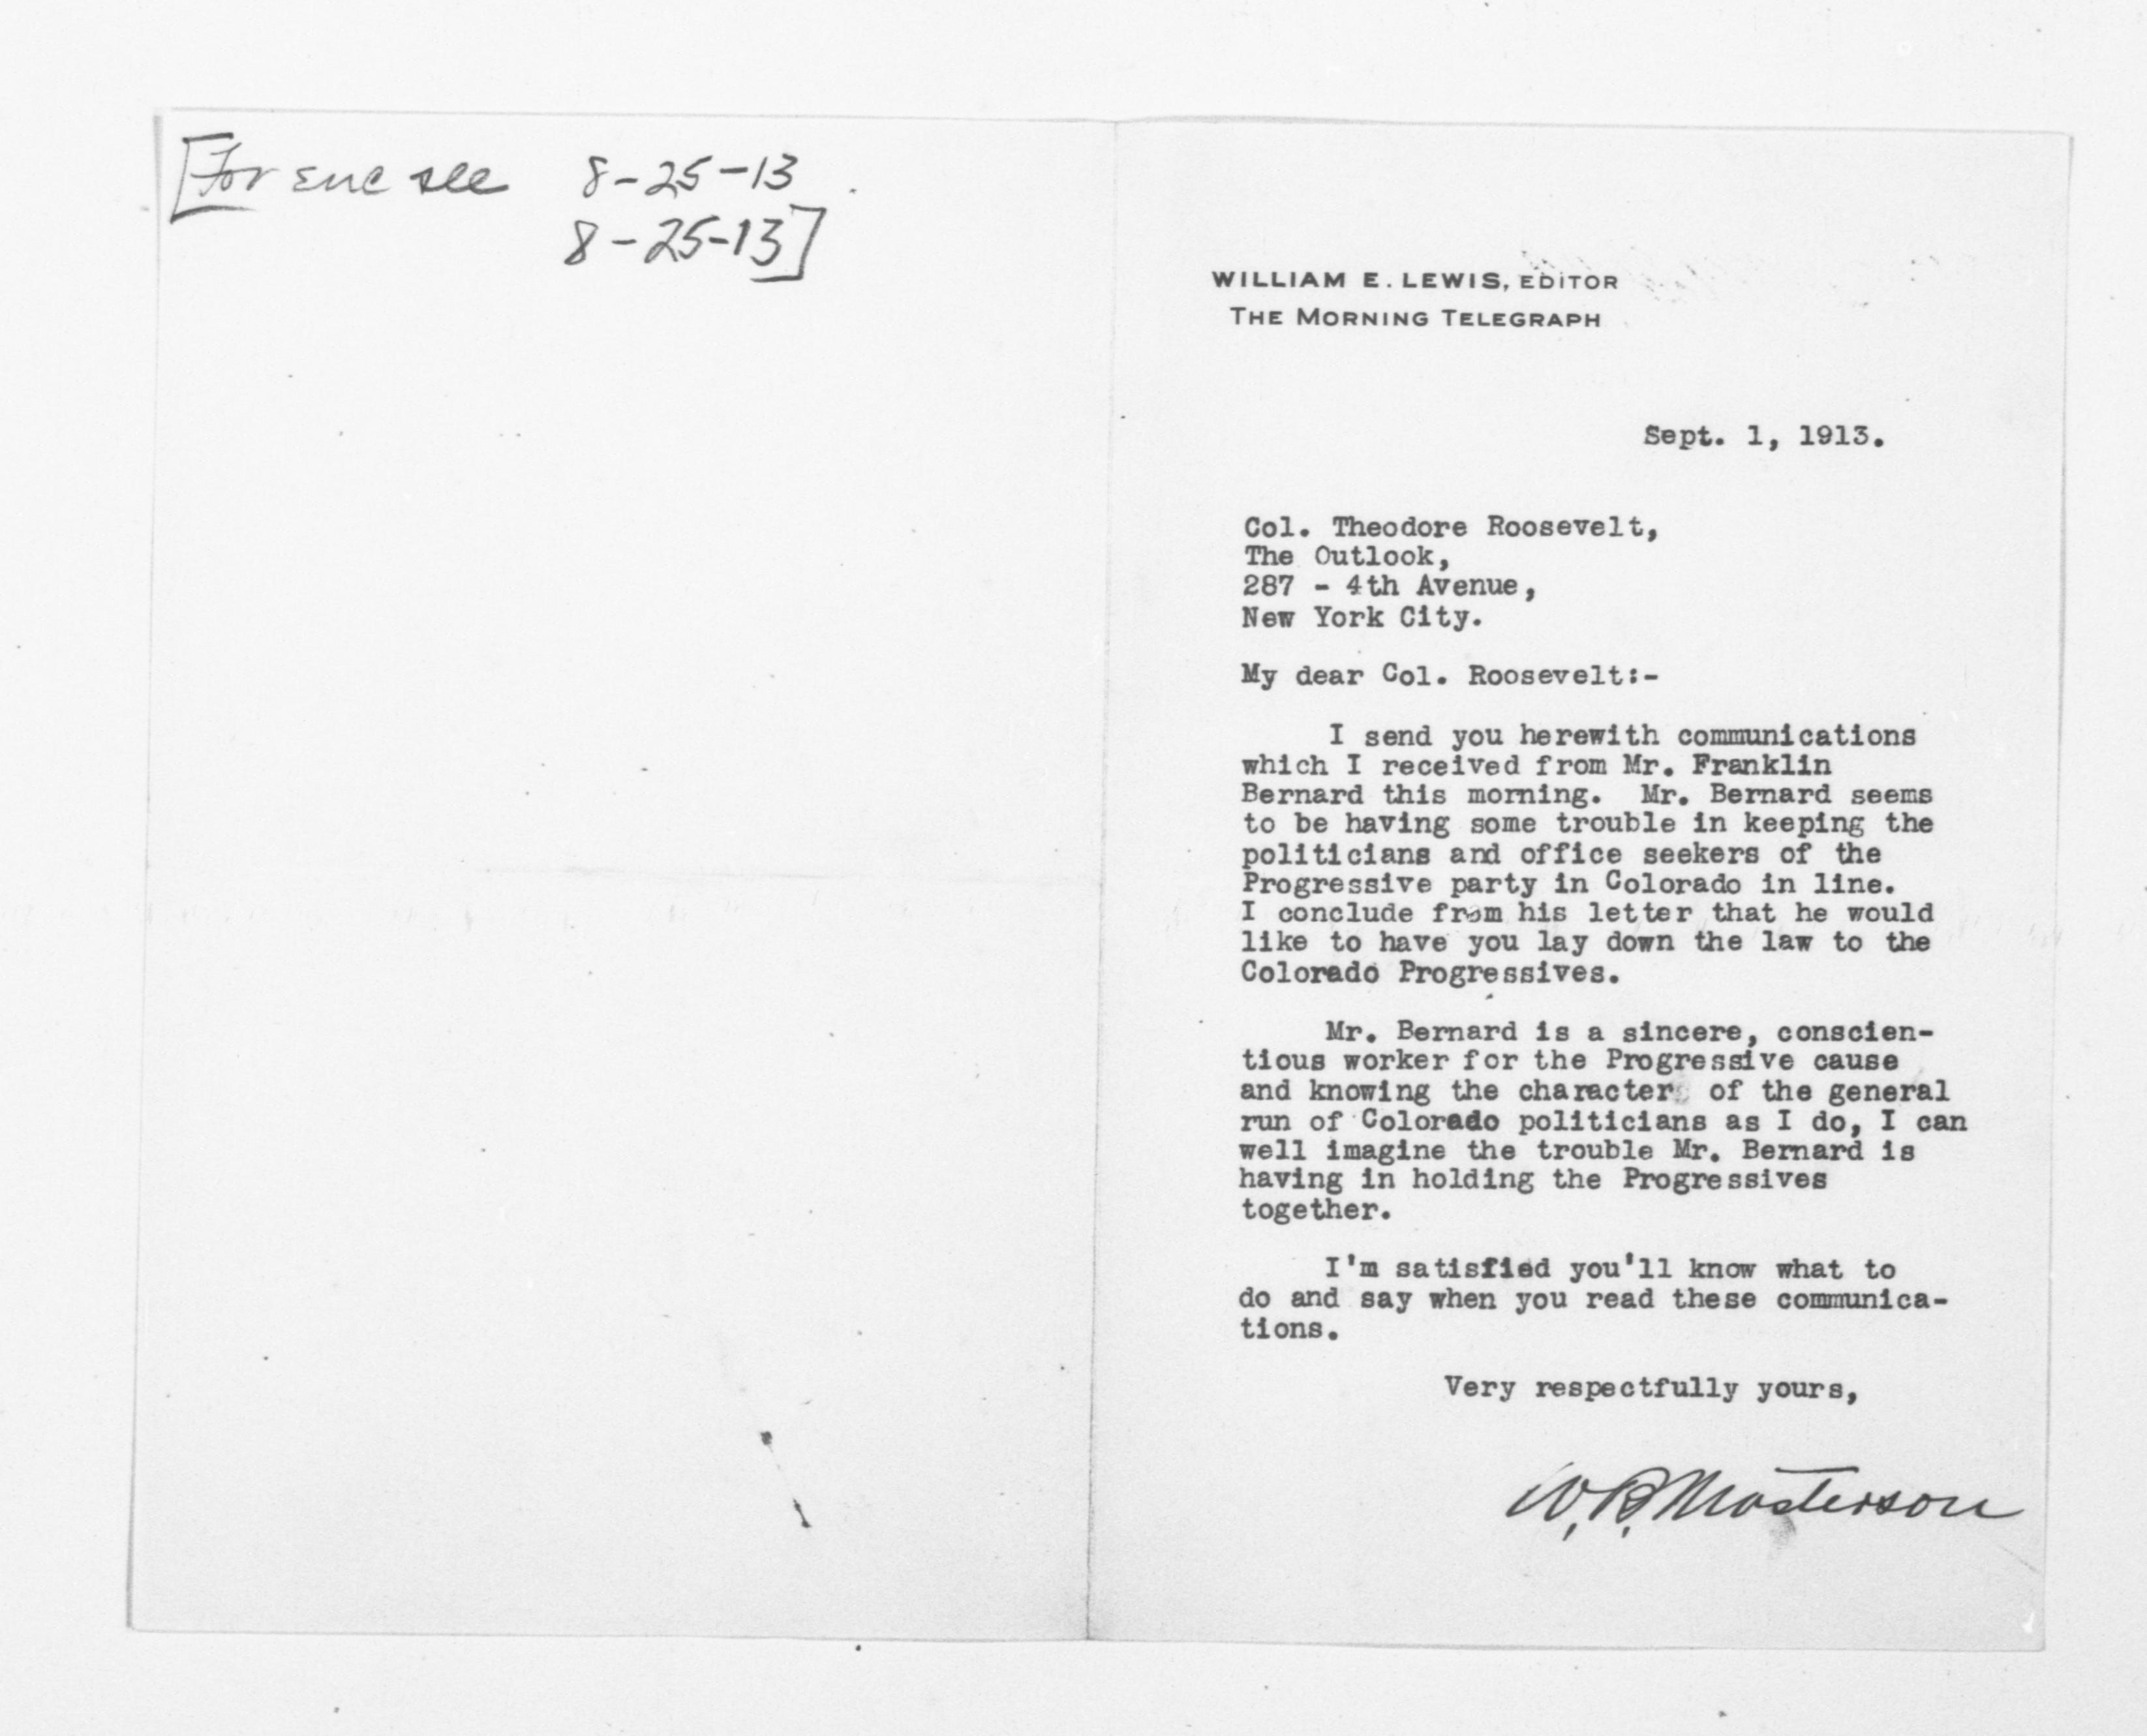 [For enc see 8-25-13
8-25-13]
WILLIAM E. LEWIS, EDITOR
THE MORNING TELEGRAPH
Sept. 1, 1913.
Col. Theodore Roosevelt,
The Outlook,
287 - 4th Avenue,
New York City.
My dear Col. Roosevelt:-
I send you herewith communications
which I received from Mr. Franklin
Bernard this morning. Mr. Bernard seems
to be having some trouble in keeping the
politicians and office seekers of the
Progressive party in Colorado in line.
I conclude from his letter that he would
like to have you lay down the law to the
Colorado Progressives.
Mr. Bernard is a sincere, conscien-
tious worker for the Progressive cause
and knowing the character of the general
run of Colorado politicians as I do, I can
well imagine the trouble Mr. Bernard is
having in holding the Progressives
together.
I'm satisfied you'll know what to
do and say when you read these communica-
tions.
Very respectfully yours,
W. B. Masterson